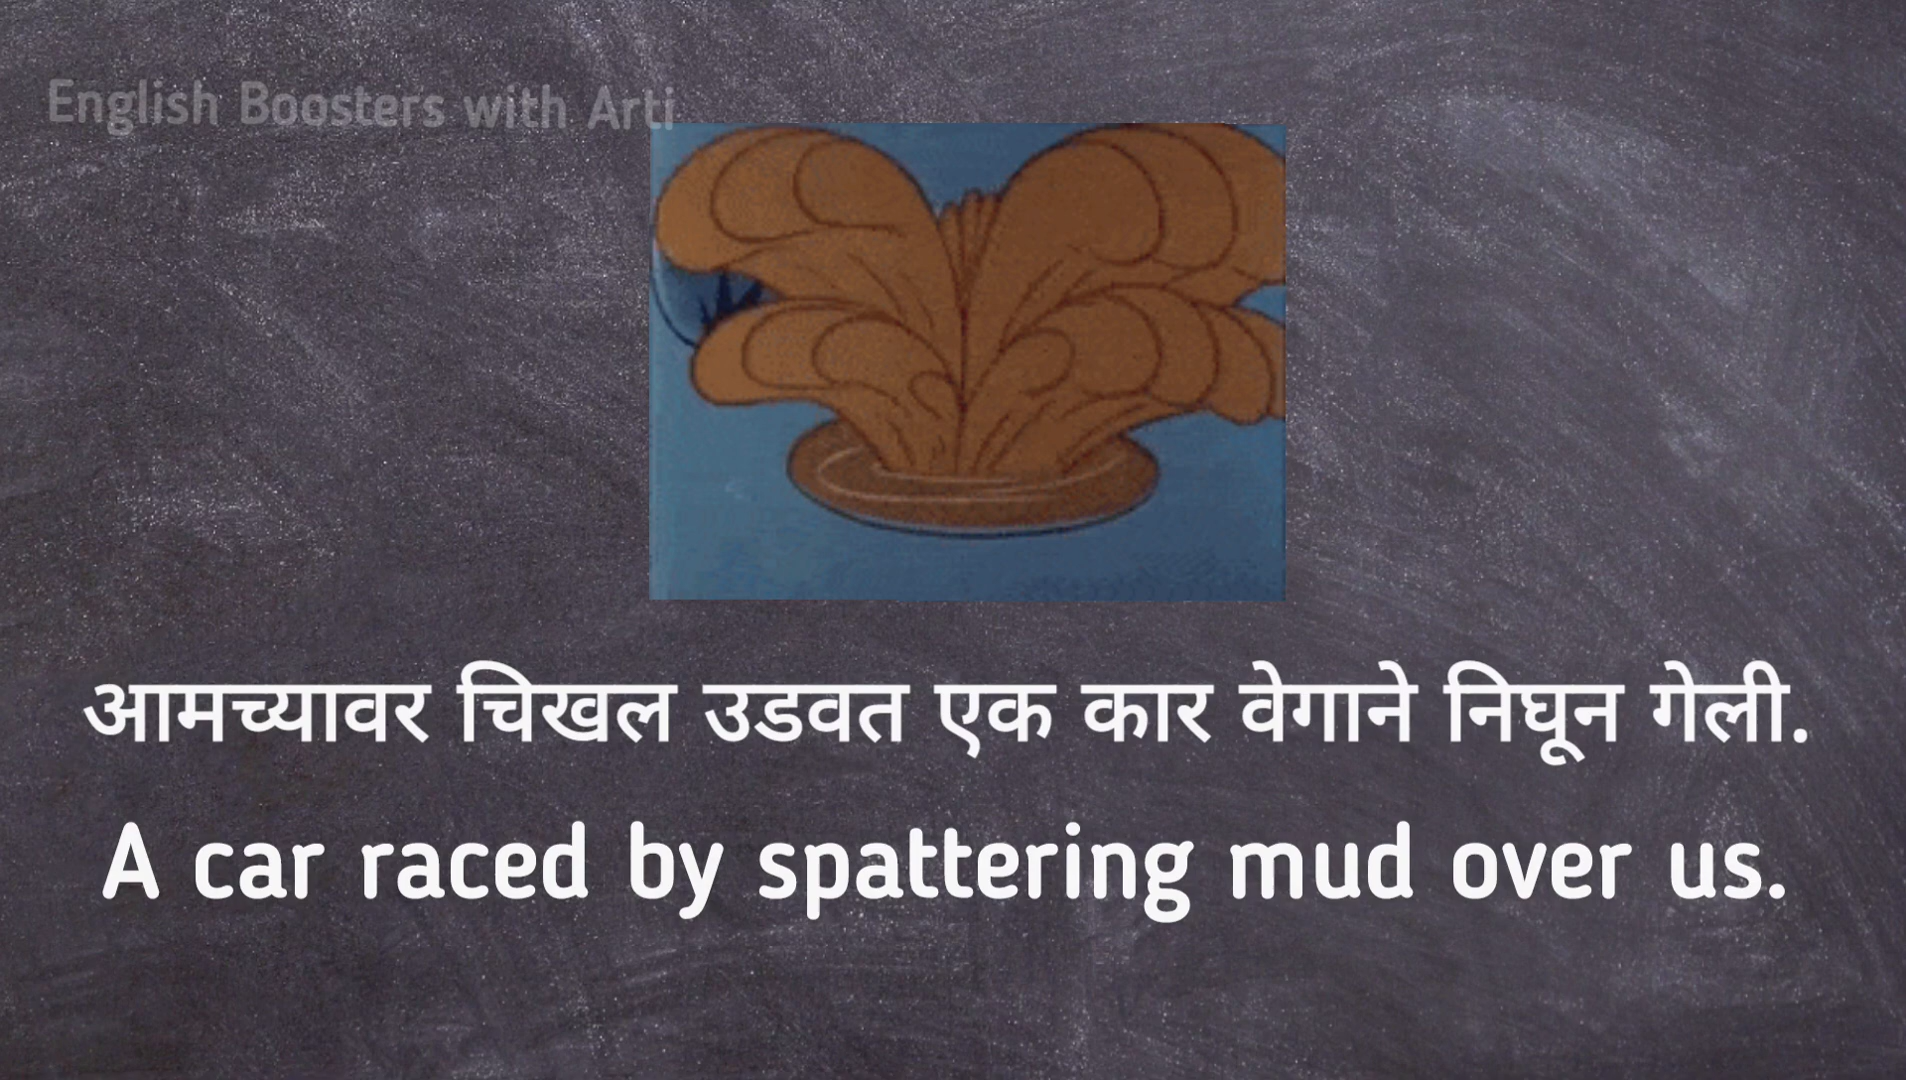 English Boosters with Arti
आमच्यावर चिखल उडवत एक कार वेगाने निघून गेली.
A car raced by spattering mud over us.